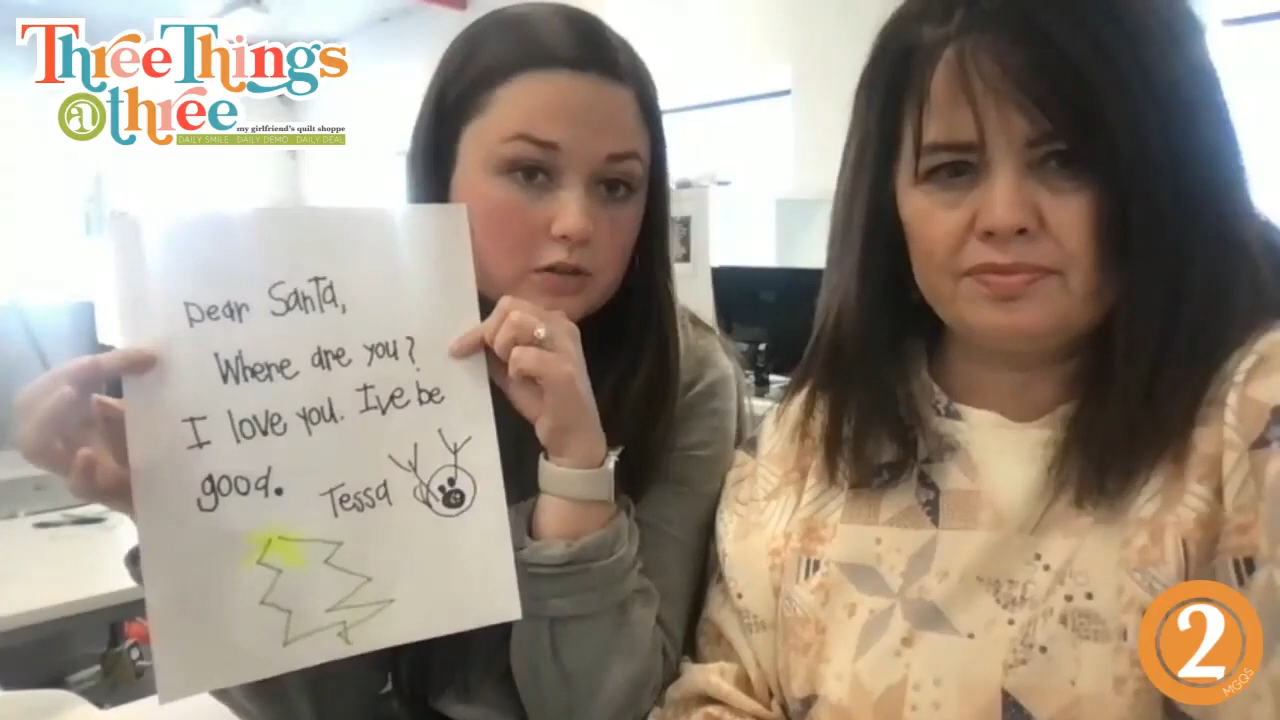 Three Things
@ three
my girlfriend's quilt shoppe
DAILY SMILE DAILY DEMO DAILY DEAL
Dear Santa,
Where are you?
I love you. Ive be
good.
Tessa
2
MGQS